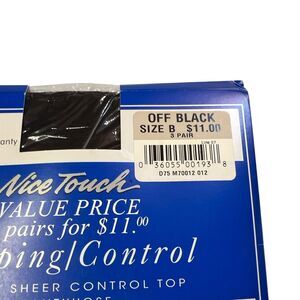 OFF BLACK
SIZE B $11.00
3 PAIR
0 36055 00193 8
D75 M70012 012
Nice Touch
VALUE PRICE
pairs for $11.00
ping/Control
SHEER CONTROL TOP